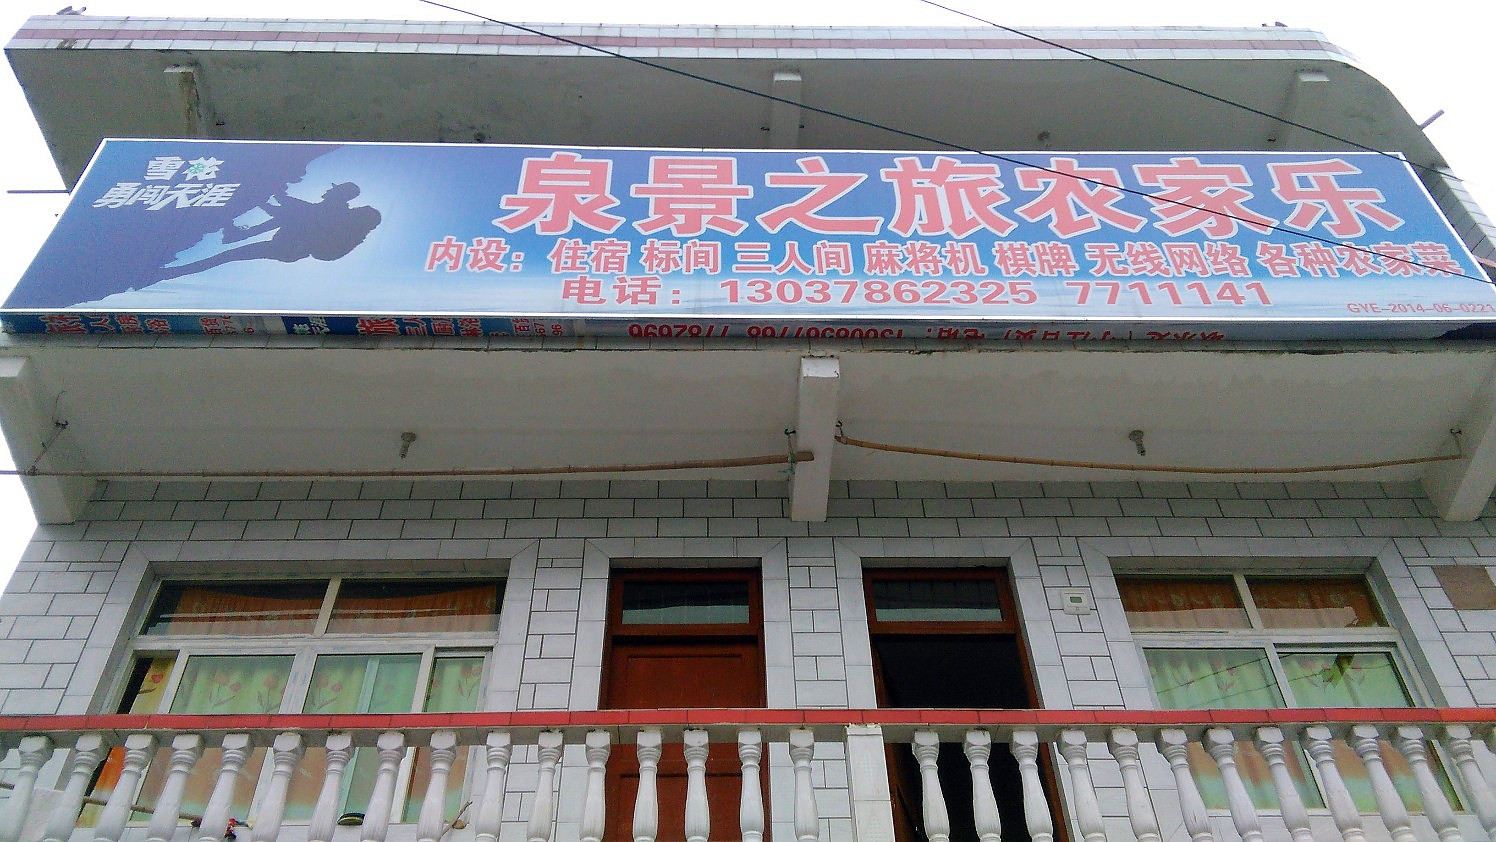 雪花
勇闯天涯
泉景之旅农家乐
内设：住宿 标间 三人间 麻将机 棋牌 无线网络 各种农家菜
电话：13037862325 7711141
GYE-2014-06-0221